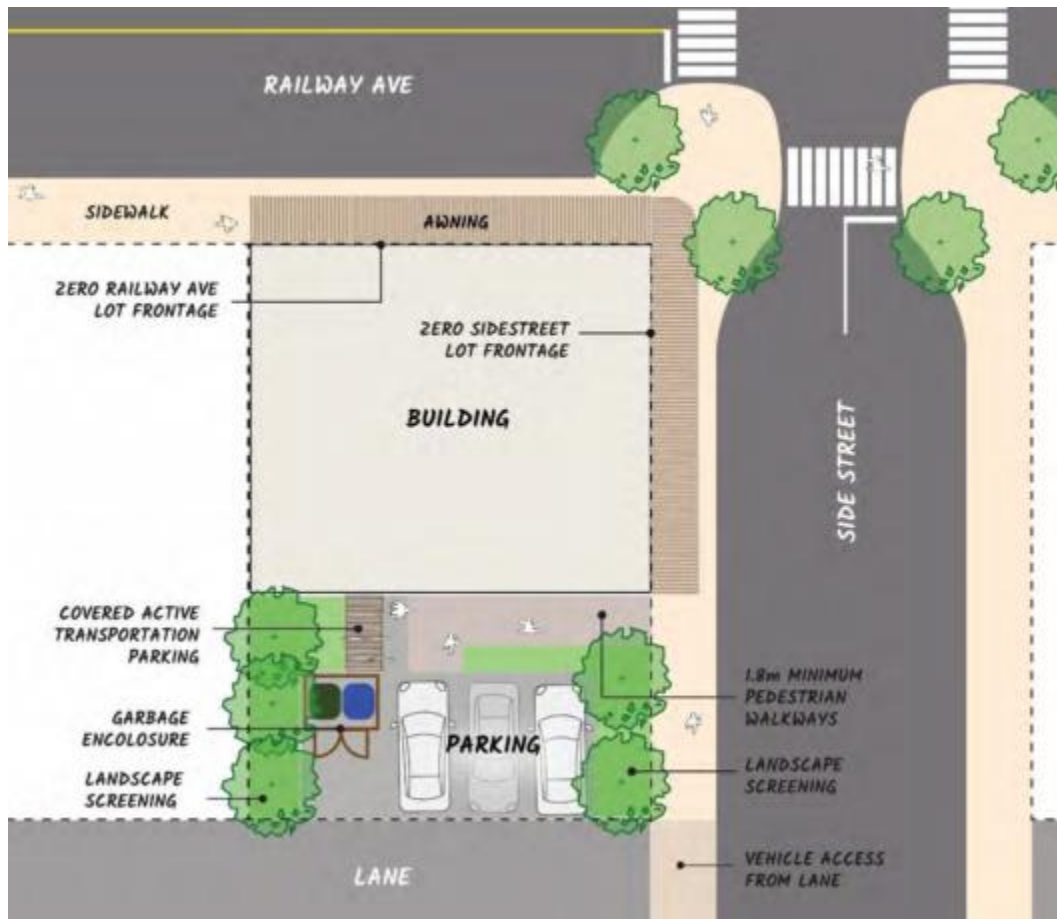 RAILWAY AVE
SIDEWALK
AWNING
ZERO RAILWAY AVE
LOT FRONTAGE
ZERO SIDESTREET
LOT FRONTAGE
BUILDING
SIDE STREET
COVERED ACTIVE
TRANSPORTATION
PARKING
GARBAGE
ENCOLOSURE
LANDSCAPE
SCREENING
PARKING
1.8m MINIMUM
PEDESTRIAN
WALKWAYS
LANDSCAPE
SCREENING
VEHICLE ACCESS
FROM LANE
LANE